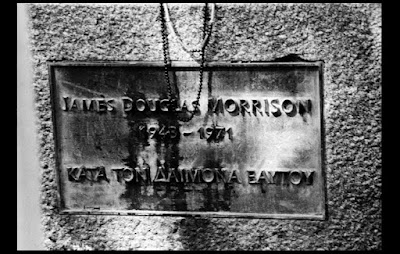 JAMES DOUGLAS MORRISON
1943 – 1971
ΚΑΤΑ ΤΟΝ ΔΑΙΜΟΝΑ ΕΑΥΤΟΥ